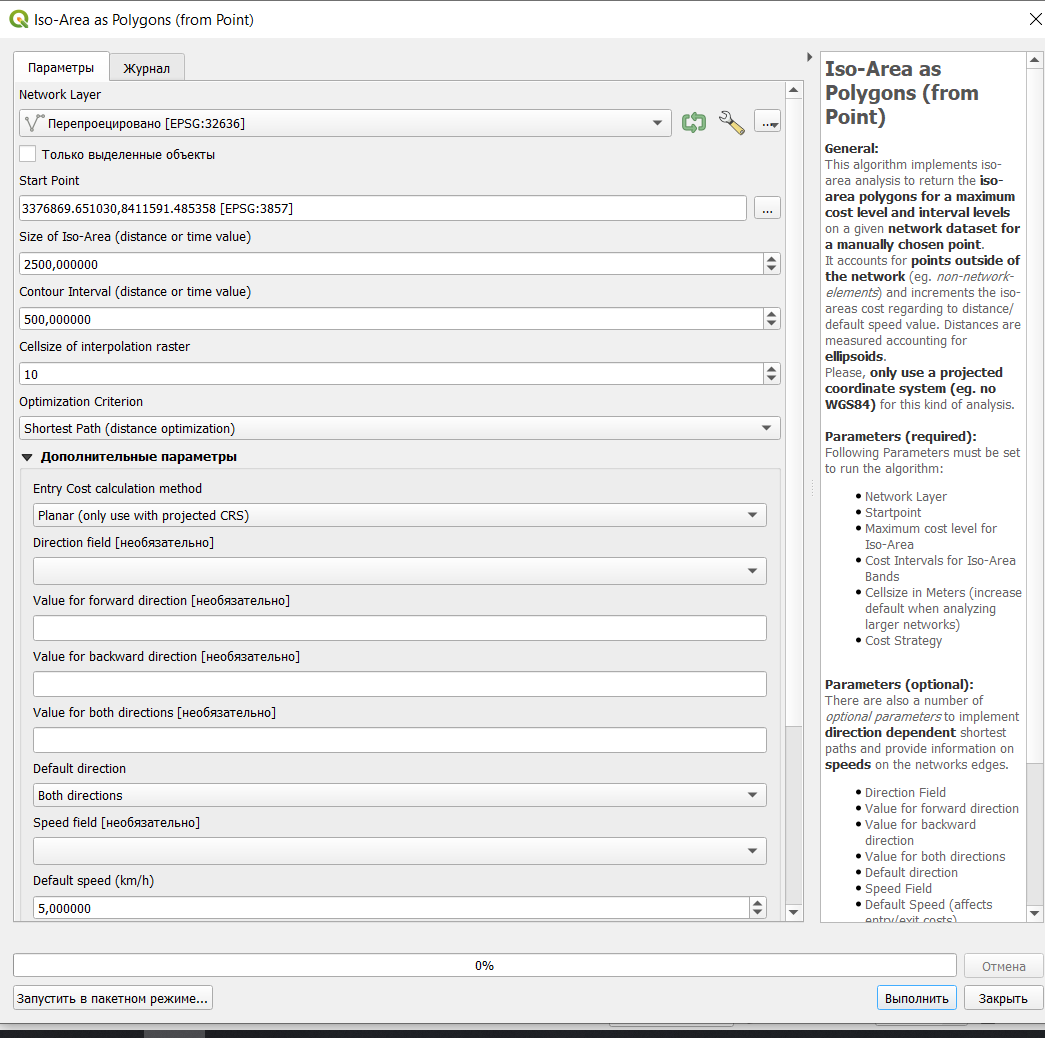 Iso-Area as Polygons (from Point)
Параметры
Журнал
Network Layer
Перепроецировано [EPSG:32636]
...
Только выделенные объекты
Start Point
3376869.651030,8411591.485358 [EPSG:3857]
...
Size of Iso-Area (distance or time value)
2500,000000
Contour Interval (distance or time value)
500,000000
Cellsize of interpolation raster
10
Optimization Criterion
Shortest Path (distance optimization)
Дополнительные параметры
Entry Cost calculation method
Planar (only use with projected CRS)
Direction field [необязательно]
Value for forward direction [необязательно]
Value for backward direction [необязательно]
Value for both directions [необязательно]
Default direction
Both directions
Speed field [необязательно]
Default speed (km/h)
5,000000
Iso-Area as
Polygons (from
Point)
General:
This algorithm implements iso-
area analysis to return the iso-
area polygons for a maximum
cost level and interval levels
on a given network dataset for
a manually chosen point.
It accounts for points outside of
the network (eg. non-network-
elements) and increments the iso-
areas cost regarding to distance/
default speed value. Distances are
measured accounting for
ellipsoids.
Please, only use a projected
coordinate system (eg. no
WGS84) for this kind of analysis.
Parameters (required):
Following Parameters must be set
to run the algorithm:
Network Layer
Startpoint
Maximum cost level for
Iso-Area
Cost Intervals for Iso-Area
Bands
Cellsize in Meters (increase
default when analyzing
larger networks)
Cost Strategy
Parameters (optional):
There are also a number of
optional parameters to implement
direction dependent shortest
paths and provide information on
speeds on the networks edges.
Direction Field
Value for forward direction
Value for backward
direction
Value for both directions
Default direction
Speed Field
Default Speed (affects
entry/exit costs)
0%
Отмена
Запустить в пакетном режиме...
Выполнить
Закрыть